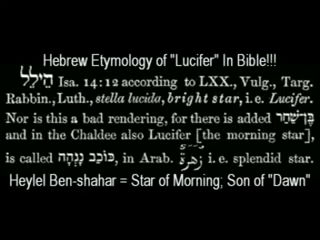 Hebrew Etymology of "Lucifer" In Bible!!!
הֵילֵל Isa. 14:12 according to LXX., Vulg., Targ.
Rabbin., Luth., stella lucida, bright star, i.e. Lucifer.
Nor is this a bad rendering, for there is added בֶּן־שַׁחַר
and in the Chaldee also Lucifer [the morning star],
is called כּוֹכַב נָגְהָא, in Arab. زهرة i.e. splendid star.
Heylel Ben-shahar = Star of Morning; Son of "Dawn"